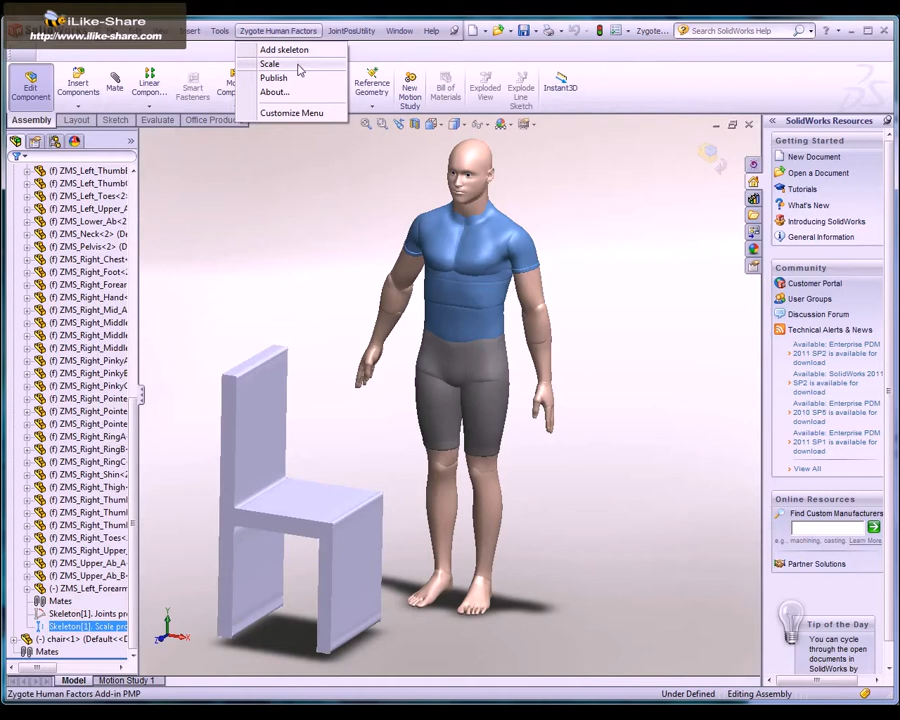 iLike-Share
http://www.ilike-share.com
Insert Tools Zygote Human Factors JointPosUtility Window Help
Zygote...
Search SolidWorks Help
Add skeleton
Scale
Publish
About...
Customize Menu
Edit Component
Insert Components
Mate
Linear Compon...
Smart Fasteners
Reference Geometry
New Motion Study
Bill of Materials
Exploded View
Explode Line Sketch
Instant3D
Assembly Layout Sketch Evaluate Office Produc
(f) ZMS_Left_Thumbl
(f) ZMS_Left_Thumb(
(f) ZMS_Left_Toes<2>
(f) ZMS_Left_Upper_A
(f) ZMS_Lower_Ab<2
(f) ZMS_Neck<2> (De
(f) ZMS_Pelvis<2> (D
(f) ZMS_Right_Chest<
(f) ZMS_Right_Foot<2
(f) ZMS_Right_Forear
(f) ZMS_Right_Hand<
(f) ZMS_Right_Mid_A
(f) ZMS_Right_Middle
(f) ZMS_Right_Middle
(f) ZMS_Right_Middle
(f) ZMS_Right_PinkyE
(f) ZMS_Right_PinkyC
(f) ZMS_Right_Pointe
(f) ZMS_Right_Pointe
(f) ZMS_Right_Pointe
(f) ZMS_Right_RingA
(f) ZMS_Right_RingB<
(f) ZMS_Right_RingC
(f) ZMS_Right_Shin<2
(f) ZMS_Right_Thigh<
(f) ZMS_Right_Thum
(f) ZMS_Right_Thum
(f) ZMS_Right_Thum
(f) ZMS_Right_Toes<
(f) ZMS_Right_Upper_
(f) ZMS_Upper_Ab_A
(f) ZMS_Upper_Ab_B
(-) ZMS_Left_Forearm
Mates
Skeleton[1]. Joints pro
Skeleton[1]. Scale pro
(-) chair<1> (Default<<D
Mates
Y
X
Z
Model Motion Study 1
Zygote Human Factors Add-in PMP
Under Defined Editing Assembly
SolidWorks Resources
Getting Started
New Document
Open a Document
Tutorials
What's New
Introducing SolidWorks
General Information
Community
Customer Portal
User Groups
Discussion Forum
Technical Alerts & News
Available: Enterprise PDM
2011 SP2 is available for
download
Available: SolidWorks 2011
SP2 is available for
download
Available: Enterprise PDM
2010 SP5 is available for
download
Available: Enterprise PDM
2011 SP1 is available for
download
View All
Online Resources
Find Custom Manufacturers
e.g., machining, casting. Learn More
Partner Solutions
Tip of the Day
You can cycle
through the open
documents in
SolidWorks by